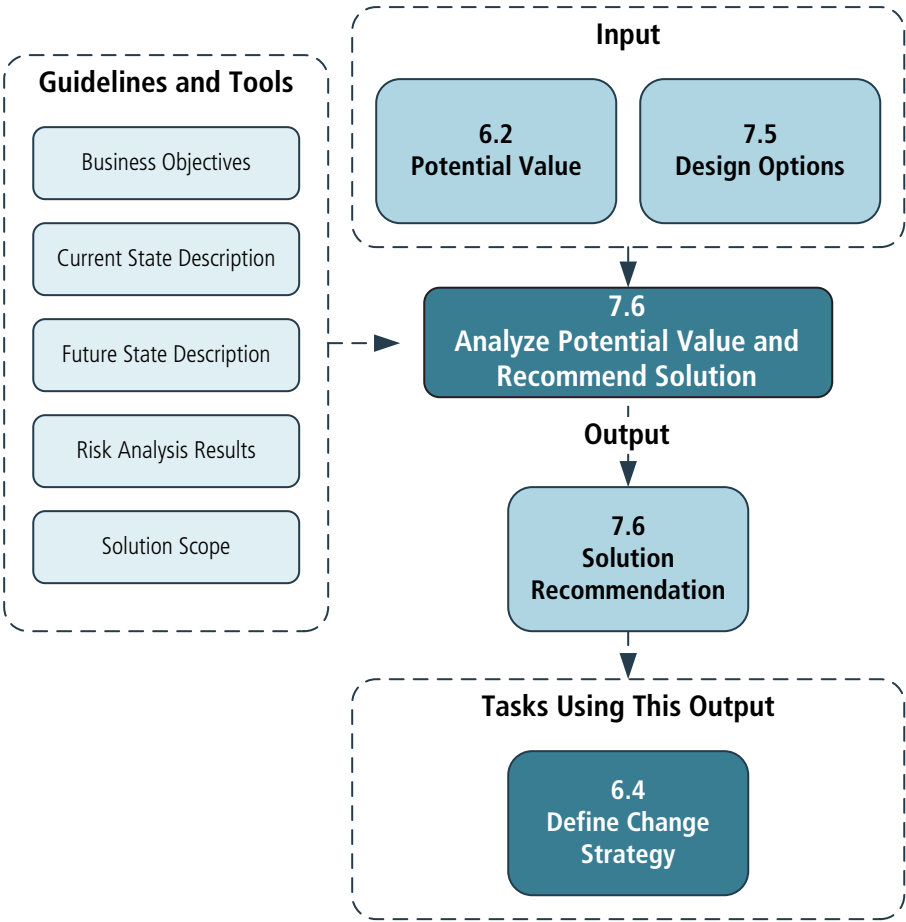 Guidelines and Tools
Business Objectives
Current State Description
Future State Description
Risk Analysis Results
Solution Scope
Input
6.2
Potential Value
7.5
Design Options
7.6
Analyze Potential Value and
Recommend Solution
Output
7.6
Solution
Recommendation
Tasks Using This Output
6.4
Define Change
Strategy